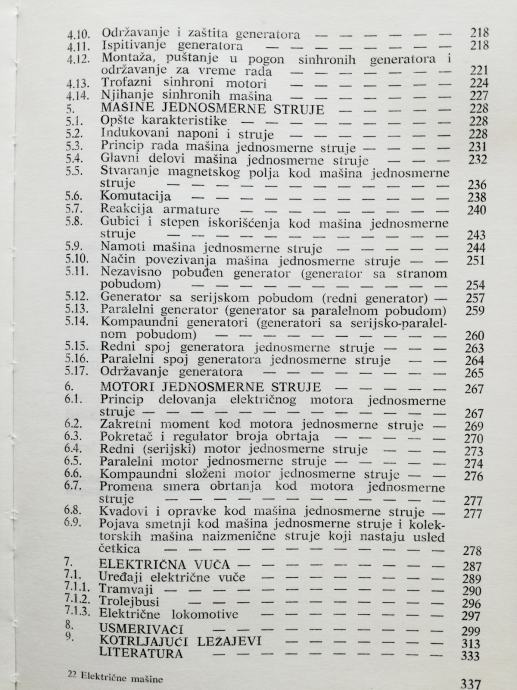 4.10. Održavanje i zaštita generatora — — — — — — 218
4.11. Ispitivanje generatora — — — — — — — — 218
4.12. Montaža, puštanje u pogon sinhronih generatora i
održavanje za vreme rada — — — — — — — 221
4.13. Trofazni sinhroni motori — — — — — — — 224
4.14. Njihanje sinhronih mašina — — — — — — — 227
5. MAŠINE JEDNOSMERNE STRUJE — — — — — 228
5.1. Opšte karakteristike — — — — — — — — 228
5.2. Indukovani naponi i struje — — — — — — — 228
5.3. Princip rada mašina jednosmerne struje — — — — 231
5.4. Glavni delovi mašina jednosmerne struje — — — — 232
5.5. Stvaranje magnetskog polja kod mašina jednosmerne
struje — — — — — — — — — — — 236
5.6. Komutacija — — — — — — — — — — 238
5.7. Reakcija armature — — — — — — — — — 240
5.8. Gubici i stepen iskorišćenja kod mašina jednosmerne
struje — — — — — — — — — — — 243
5.9. Namoti mašina jednosmerne struje — — — — — 244
5.10. Način povezivanja mašina jednosmerne struje — — 251
5.11. Nezavisno pobuđen generator (generator sa stranom
pobudom) — — — — — — — — — — 254
5.12. Generator sa serijskom pobudom (redni generator) — 257
5.13. Paralelni generator (generator sa paralelnom pobudom) 259
5.14. Kompaundni generatori (generatori sa serijsko-paralel-
nom pobudom) — — — — — — — — — 260
5.15. Redni spoj generatora jednosmerne struje — — — 263
5.16. Paralelni spoj generatora jednosmerne struje — — 264
5.17. Održavanje generatora — — — — — — — 265
6. MOTORI JEDNOSMERNE STRUJE — — — — — 267
6.1. Princip delovanja električnog motora jednosmerne
struje — — — — — — — — — — — 267
6.2. Zakretni moment kod motora jednosmerne struje — 269
6.3. Pokretač i regulator broja obrtaja — — — — — 270
6.4. Redni (serijski) motor jednosmerne struje — — — 273
6.5. Paralelni motor jednosmerne struje — — — — — 274
6.6. Kompaundni složeni motor jednosmerne struje — — 276
6.7. Promena smera obrtanja kod motora jednosmerne
struje — — — — — — — — — — — 277
6.8. Kvadovi i opravke kod mašina jednosmerne struje — 277
6.9. Pojava smetnji kod mašina jednosmerne struje i kolek-
torskih mašina naizmenične struje koji nastaju usled
četkica — — — — — — — — — — 278
7. ELEKTRIČNA VUČA — — — — — — — — 287
7.1. Uređaji električne vuče — — — — — — — 289
7.1.1. Tramvaji — — — — — — — — — — 290
7.1.2. Trolejbusi — — — — — — — — — 296
7.1.3. Električne lokomotive — — — — — — — 297
8. USMERIVAČI — — — — — — — — — 299
9. KOTRLJAJUĆI LEŽAJEVI — — — — — — 313
LITERATURA — — — — — — — — — 333
22 Električne mašine
337